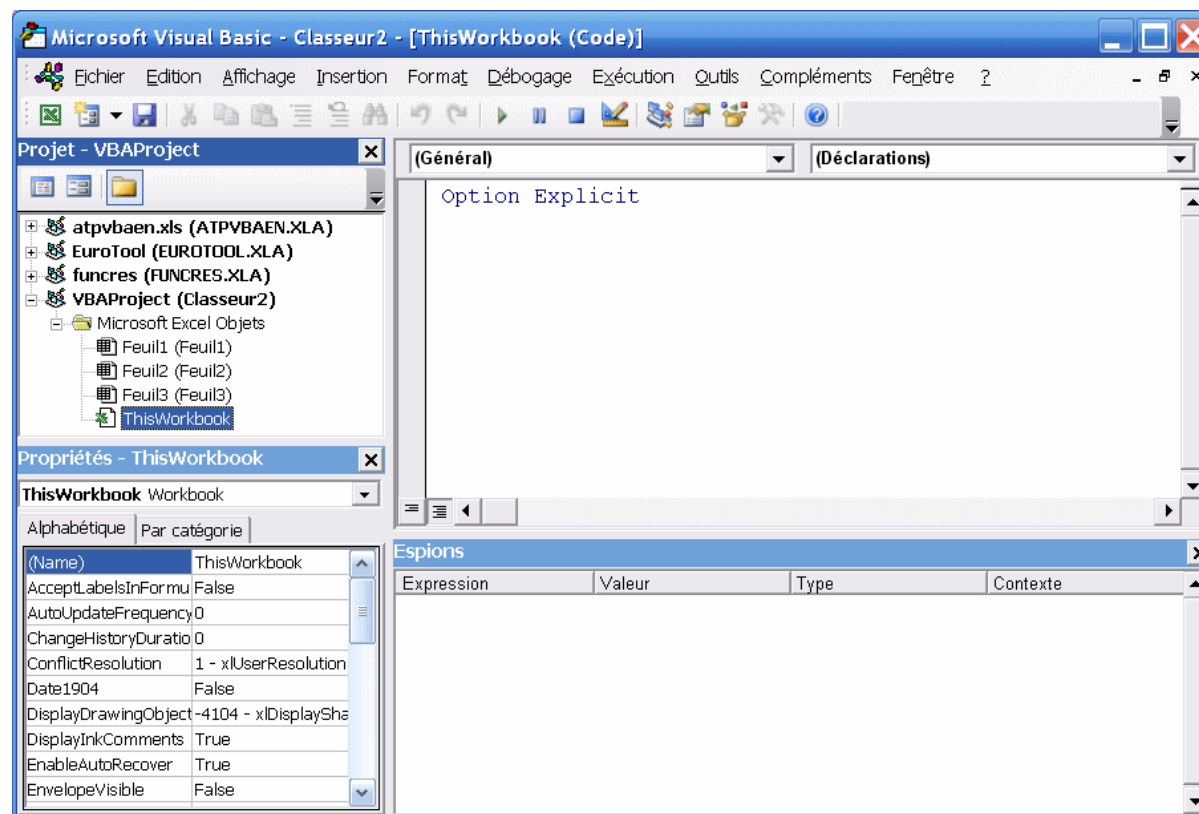 Microsoft Visual Basic - Classeur2 - [ThisWorkbook (Code)]
Fichier Edition Affichage Insertion Format Débogage Exécution Outils Compléments Fenêtre ?
Projet - VBAProject
atpvbaen.xls (ATPVBAEN.XLA)
EuroTool (EUROTOOL.XLA)
funcres (FUNCRES.XLA)
VBAProject (Classeur2)
Microsoft Excel Objets
Feuil1 (Feuil1)
Feuil2 (Feuil2)
Feuil3 (Feuil3)
ThisWorkbook
Propriétés - ThisWorkbook
ThisWorkbook Workbook
Alphabétique Par catégorie
(Name) ThisWorkbook
AcceptLabelsInFormu False
AutoUpdateFrequency 0
ChangeHistoryDuratio 0
ConflictResolution 1 - xlUserResolution
Date1904 False
DisplayDrawingObject -4104 - xlDisplaySha
DisplayInkComments True
EnableAutoRecover True
EnvelopeVisible False
(Général) (Déclarations)
Option Explicit
Espions
Expression Valeur Type Contexte